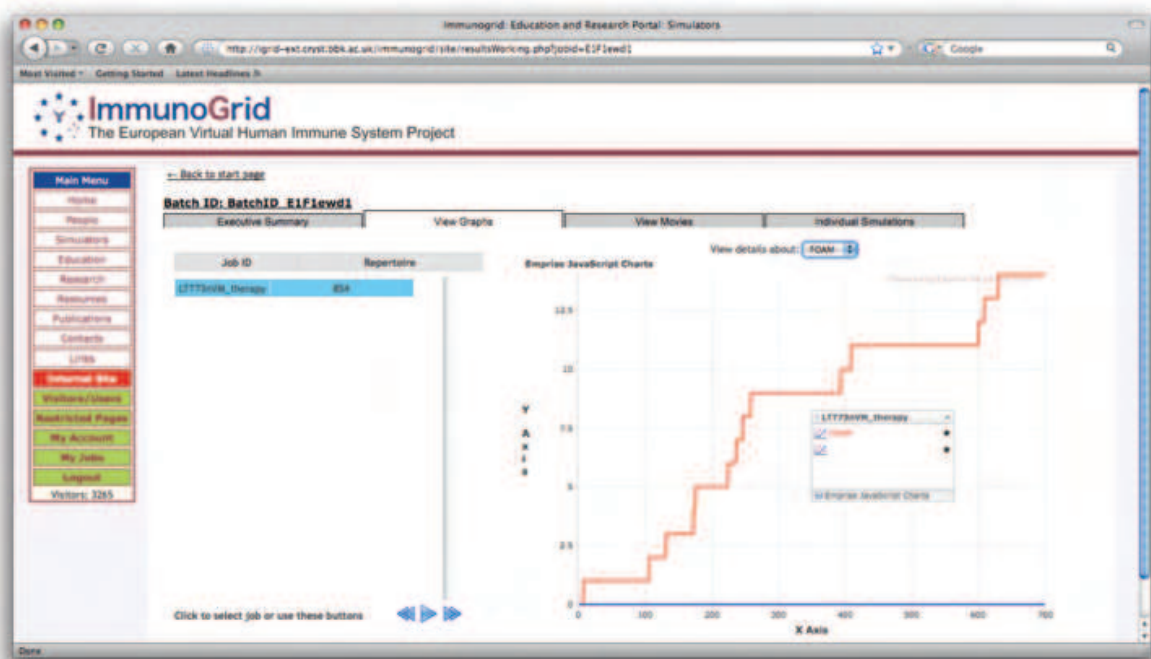 Immunogrid: Education and Research Portal: Simulators
http://igrid-ext.cryst.bbk.ac.uk/immunogrid/site/resultsWorking.php?jobid=E1F1ewd1
Google
Most Visited Getting Started Latest Headlines
ImmunoGrid
The European Virtual Human Immune System Project
Main Menu
Home
People
Simulators
Education
Research
Resources
Publications
Contacts
Links
Internal Site
Visitors/Users
Restricted Pages
My Account
My Jobs
Logout
Visitors: 3265
← Back to start page
Batch ID: BatchID_E1F1ewd1
Executive Summary View Graphs View Movies Individual Simulations
View details about: FOAM
Job ID Repertoire
LT773nVM_therapy 854
Click to select job or use these buttons
Emprise JavaScript Charts
12.5
10
7.5
5
2.5
0
Y Axis
0 100 200 300 400 500 600 700
X Axis
LT773nVM_therapy
Emprise JavaScript Charts
Done